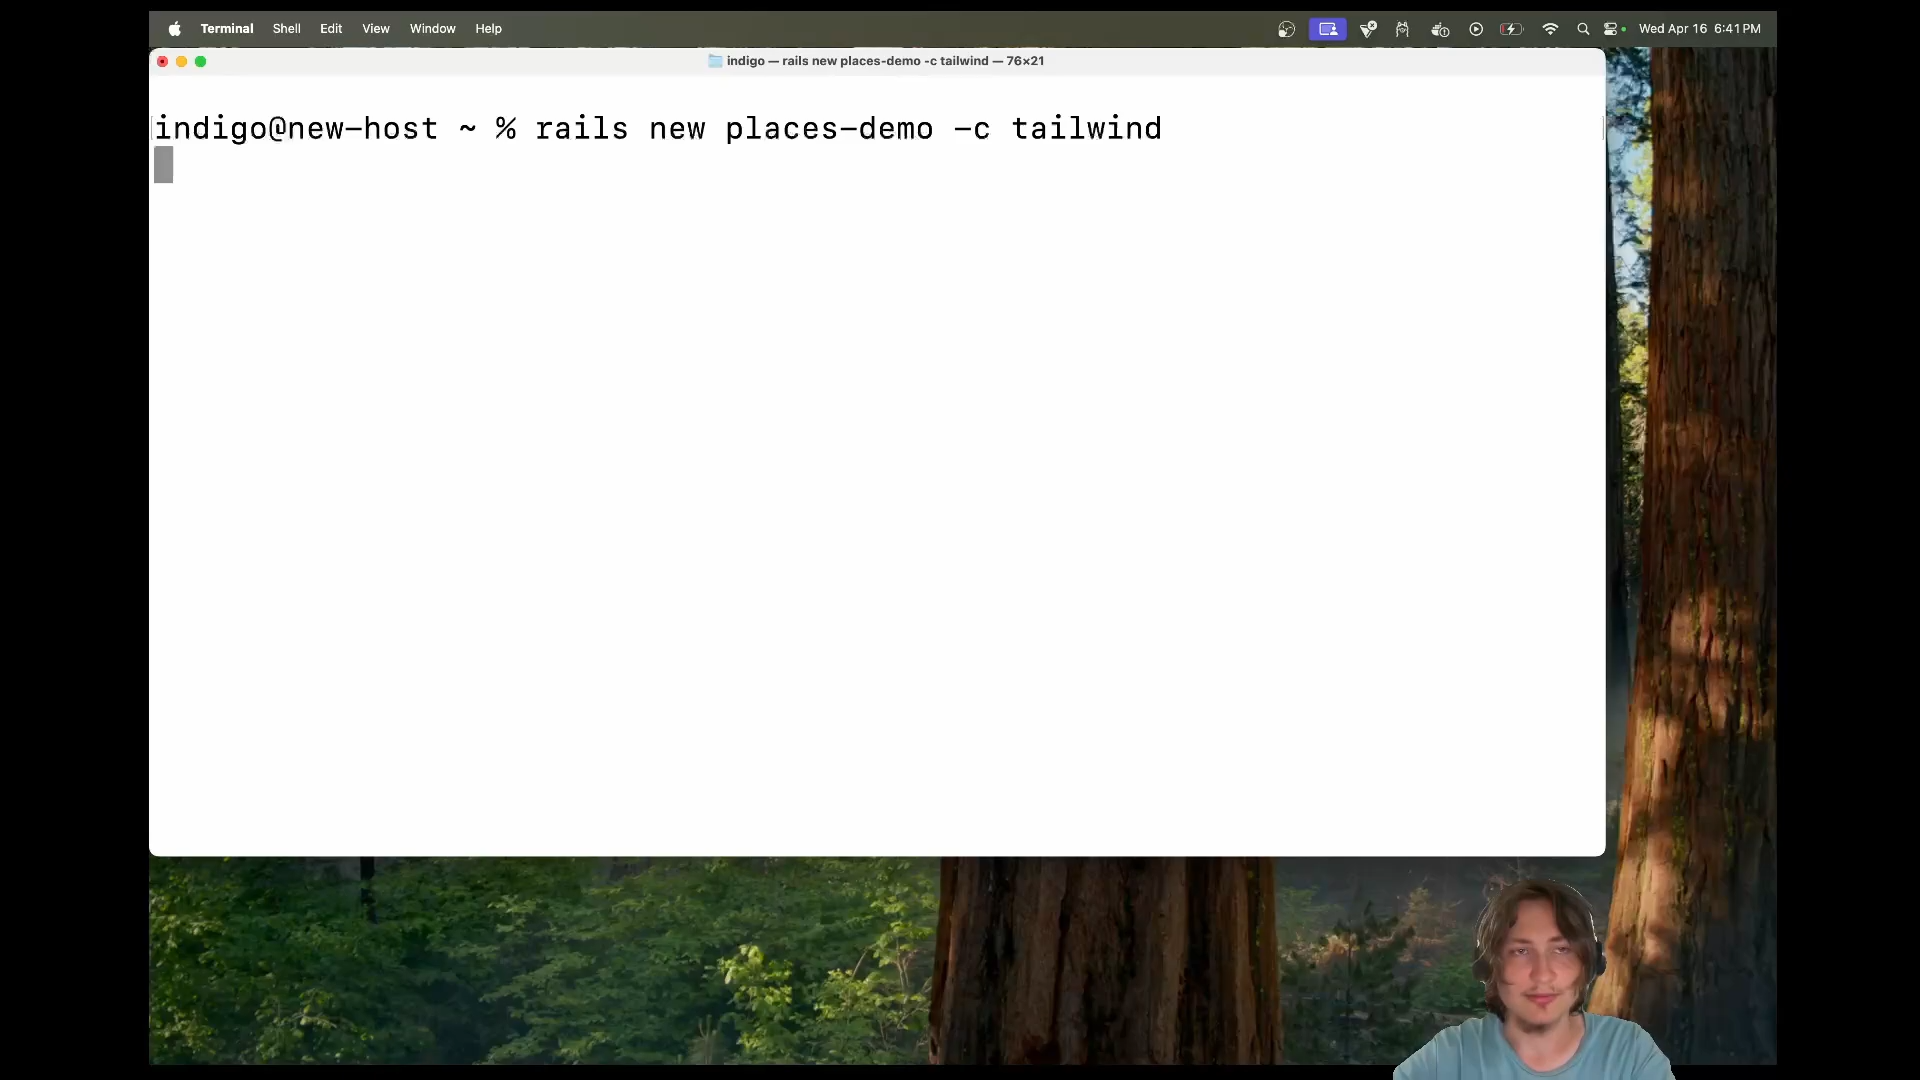 Terminal Shell Edit View Window Help Wed Apr 16 6:41 PM
indigo — rails new places-demo -c tailwind — 76×21
indigo@new-host ~ % rails new places-demo -c tailwind